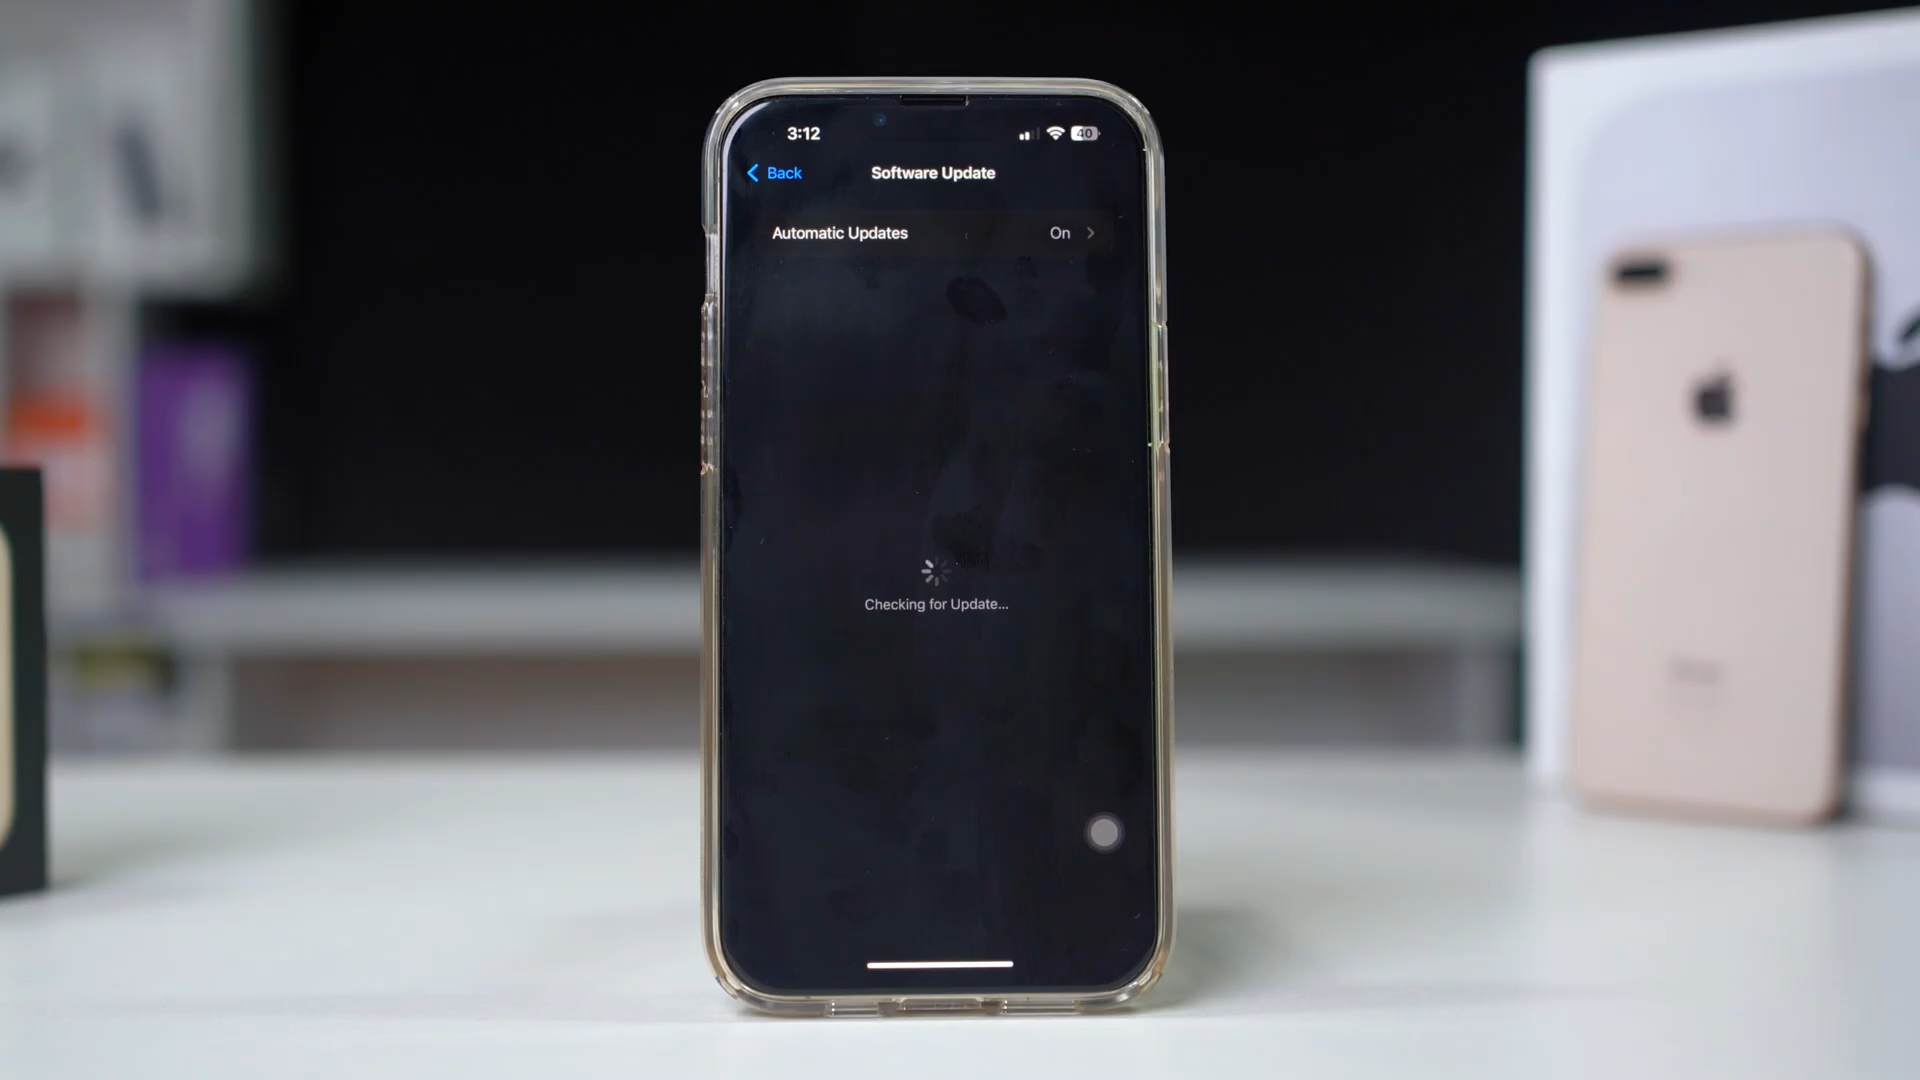 3:12
40
Back
Software Update
Automatic Updates On
Checking for Update...